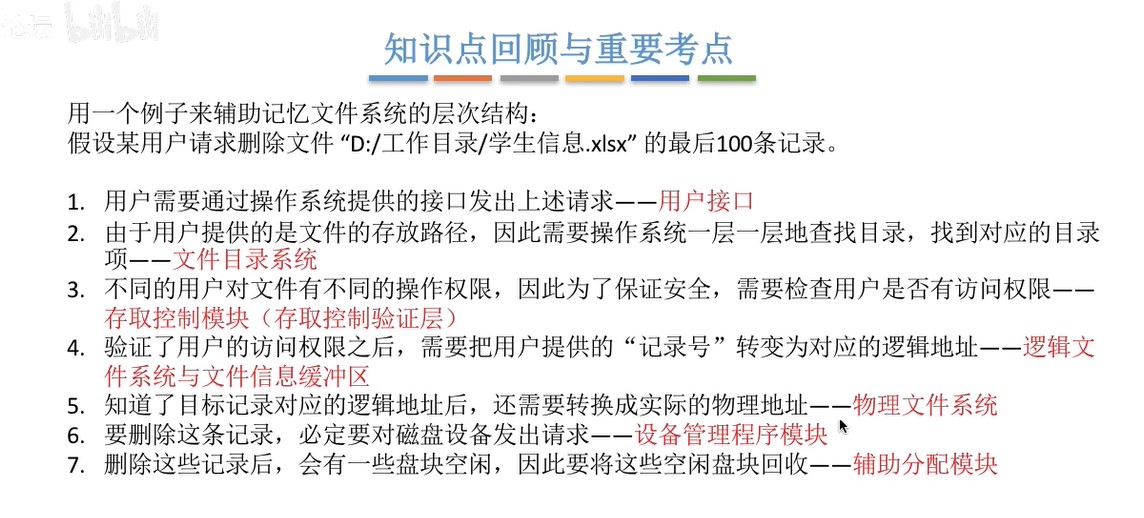 bilibili
知识点回顾与重要考点
用一个例子来辅助记忆文件系统的层次结构：
假设某用户请求删除文件 “D:/工作目录/学生信息.xlsx” 的最后100条记录。
1. 用户需要通过操作系统提供的接口发出上述请求——用户接口
2. 由于用户提供的是文件的存放路径，因此需要操作系统一层一层地查找目录，找到对应的目录
项——文件目录系统
3. 不同的用户对文件有不同的操作权限，因此为了保证安全，需要检查用户是否有访问权限——
存取控制模块（存取控制验证层）
4. 验证了用户的访问权限之后，需要把用户提供的“记录号”转变为对应的逻辑地址——逻辑文
件系统与文件信息缓冲区
5. 知道了目标记录对应的逻辑地址后，还需要转换成实际的物理地址——物理文件系统
6. 要删除这条记录，必定要对磁盘设备发出请求——设备管理程序模块
7. 删除这些记录后，会有一些盘块空闲，因此要将这些空闲盘块回收——辅助分配模块